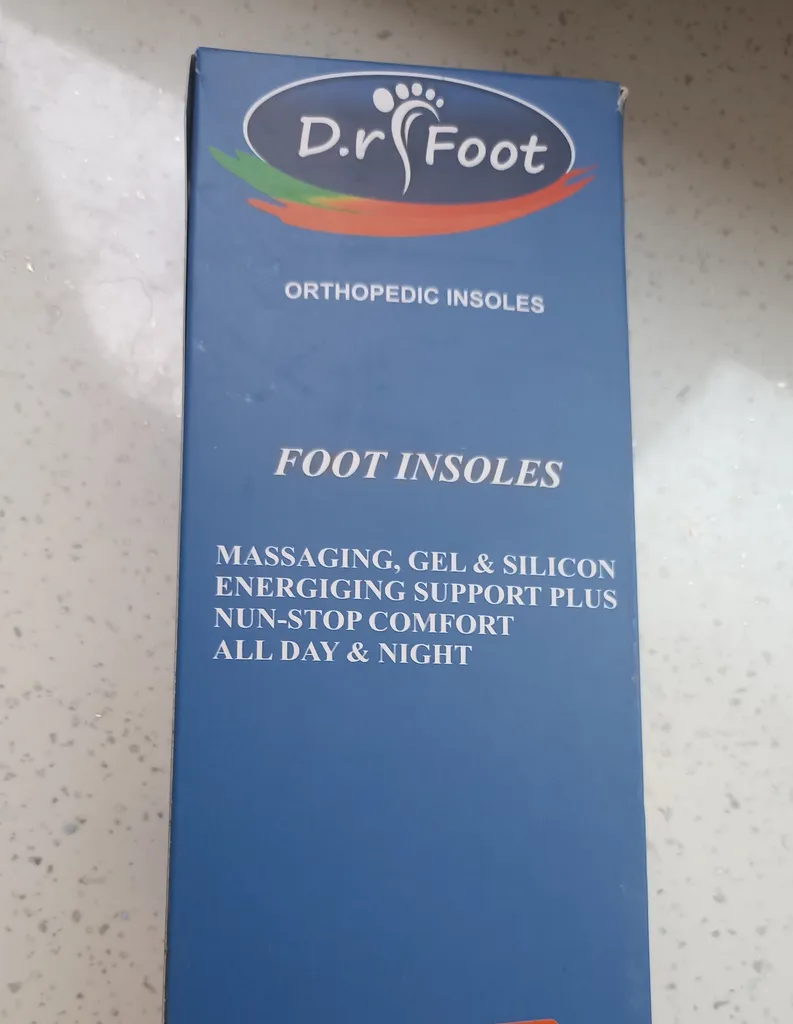 D.r Foot
ORTHOPEDIC INSOLES
FOOT INSOLES
MASSAGING, GEL & SILICON
ENERGIGING SUPPORT PLUS
NUN-STOP COMFORT
ALL DAY & NIGHT